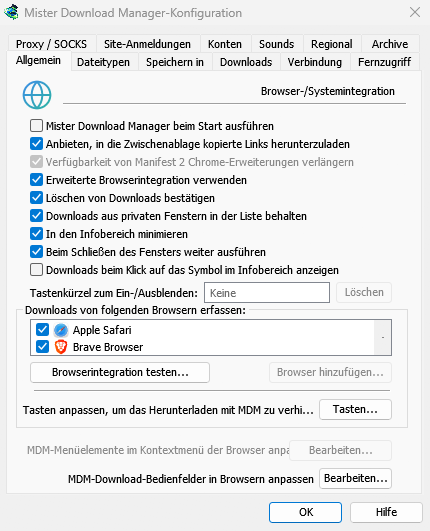 Mister Download Manager-Konfiguration
Proxy / SOCKS Site-Anmeldungen Konten Sounds Regional Archive
Allgemein Dateitypen Speichern in Downloads Verbindung Fernzugriff
Browser-/Systemintegration
Mister Download Manager beim Start ausführen
Anbieten, in die Zwischenablage kopierte Links herunterzuladen
Verfügbarkeit von Manifest 2 Chrome-Erweiterungen verlängern
Erweiterte Browserintegration verwenden
Löschen von Downloads bestätigen
Downloads aus privaten Fenstern in der Liste behalten
In den Infobereich minimieren
Beim Schließen des Fensters weiter ausführen
Downloads beim Klick auf das Symbol im Infobereich anzeigen
Tastenkürzel zum Ein-/Ausblenden: Keine Löschen
Downloads von folgenden Browsern erfassen:
Apple Safari
Brave Browser
Browserintegration testen... Browser hinzufügen...
Tasten anpassen, um das Herunterladen mit MDM zu verhi... Tasten...
MDM-Menüelemente im Kontextmenü der Browser anpa Bearbeiten...
MDM-Download-Bedienfelder in Browsern anpassen Bearbeiten...
OK Hilfe